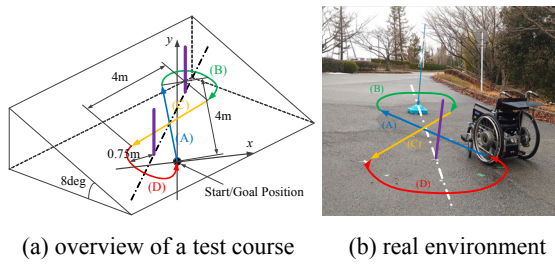 y
(B)
4m
(C)
4m
(A)
x
0.75m
(D)
8deg
Start/Goal Position
(B)
(A)
(C)
(D)
(a) overview of a test course
(b) real environment